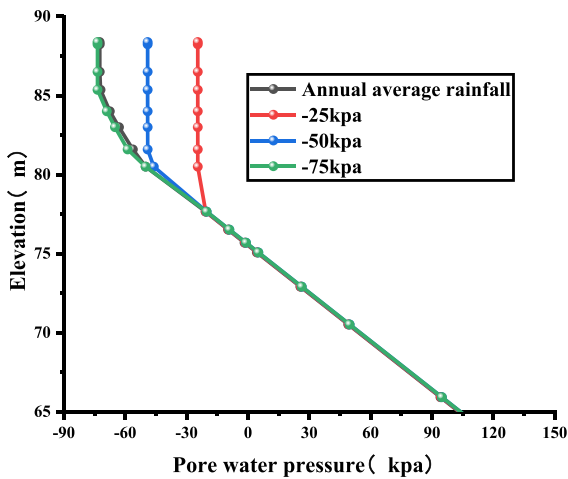 90
85
80
75
70
65
-90
-60
-30
0
30
60
90
120
150
Elevation( m)
Pore water pressure( kpa)
Annual average rainfall
-25kpa
-50kpa
-75kpa